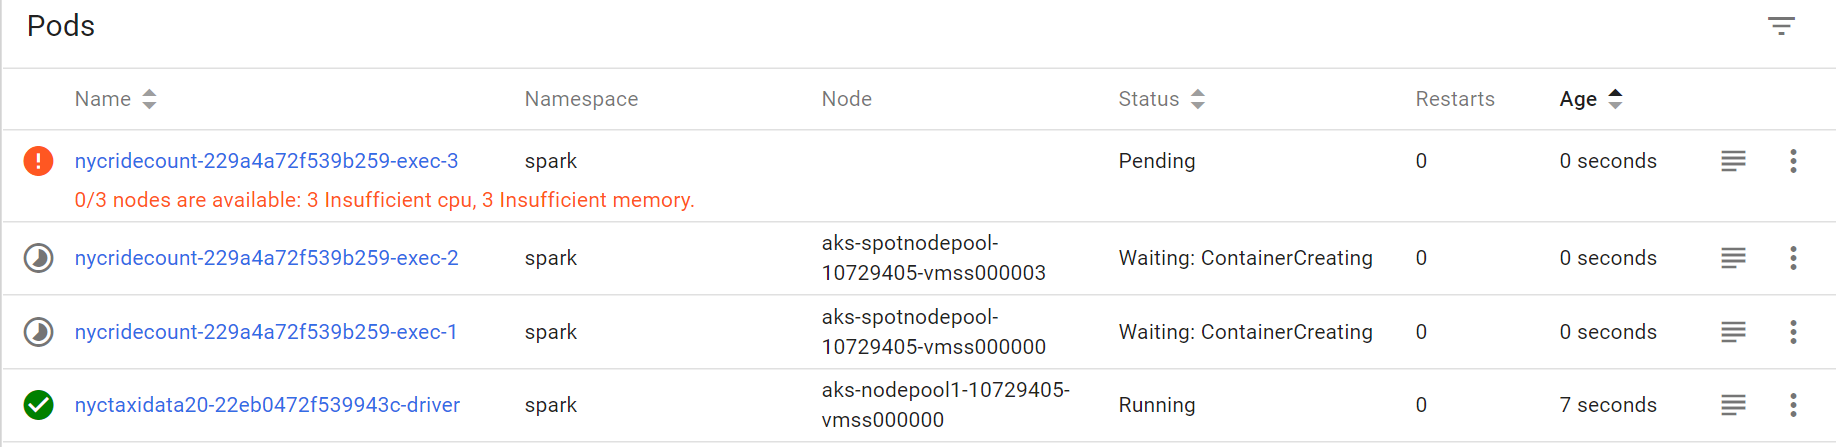 Pods
Name Namespace Node Status Restarts Age
nycridecount-229a4a72f539b259-exec-3 spark Pending 0 0 seconds
0/3 nodes are available: 3 Insufficient cpu, 3 Insufficient memory.
nycridecount-229a4a72f539b259-exec-2 spark aks-spotnodepool- Waiting: ContainerCreating 0 0 seconds
10729405-vmss000003
nycridecount-229a4a72f539b259-exec-1 spark aks-spotnodepool- Waiting: ContainerCreating 0 0 seconds
10729405-vmss000000
nyctaxidata20-22eb0472f539943c-driver spark aks-nodepool1-10729405- Running 0 7 seconds
vmss000000